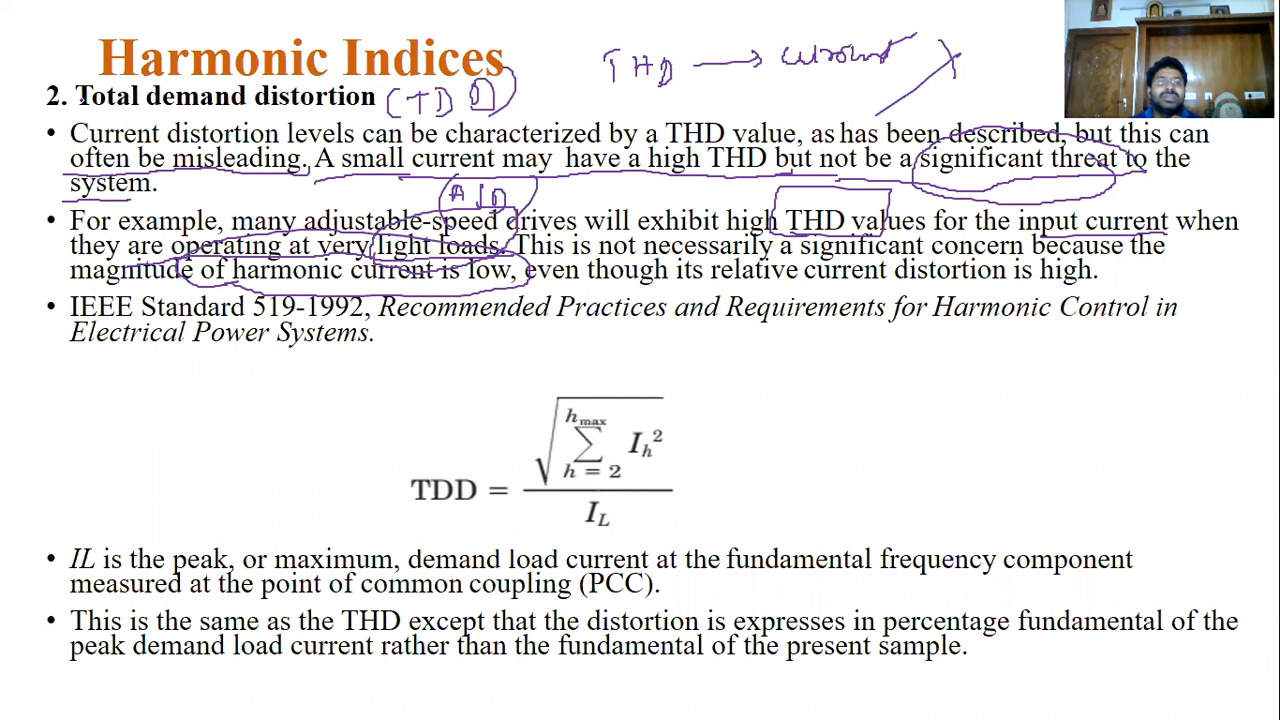 Harmonic Indices
THD → current
2. Total demand distortion (TDD)
• Current distortion levels can be characterized by a THD value, as has been described, but this can
often be misleading. A small current may have a high THD but not be a significant threat to the
system.
• For example, many adjustable-speed drives will exhibit high THD values for the input current when
they are operating at very light loads. This is not necessarily a significant concern because the
magnitude of harmonic current is low, even though its relative current distortion is high.
• IEEE Standard 519-1992, Recommended Practices and Requirements for Harmonic Control in
Electrical Power Systems.
TDD = √(∑_{h = 2}^{h_max} I_h²) / I_L
• IL is the peak, or maximum, demand load current at the fundamental frequency component
measured at the point of common coupling (PCC).
• This is the same as the THD except that the distortion is expresses in percentage fundamental of the
peak demand load current rather than the fundamental of the present sample.